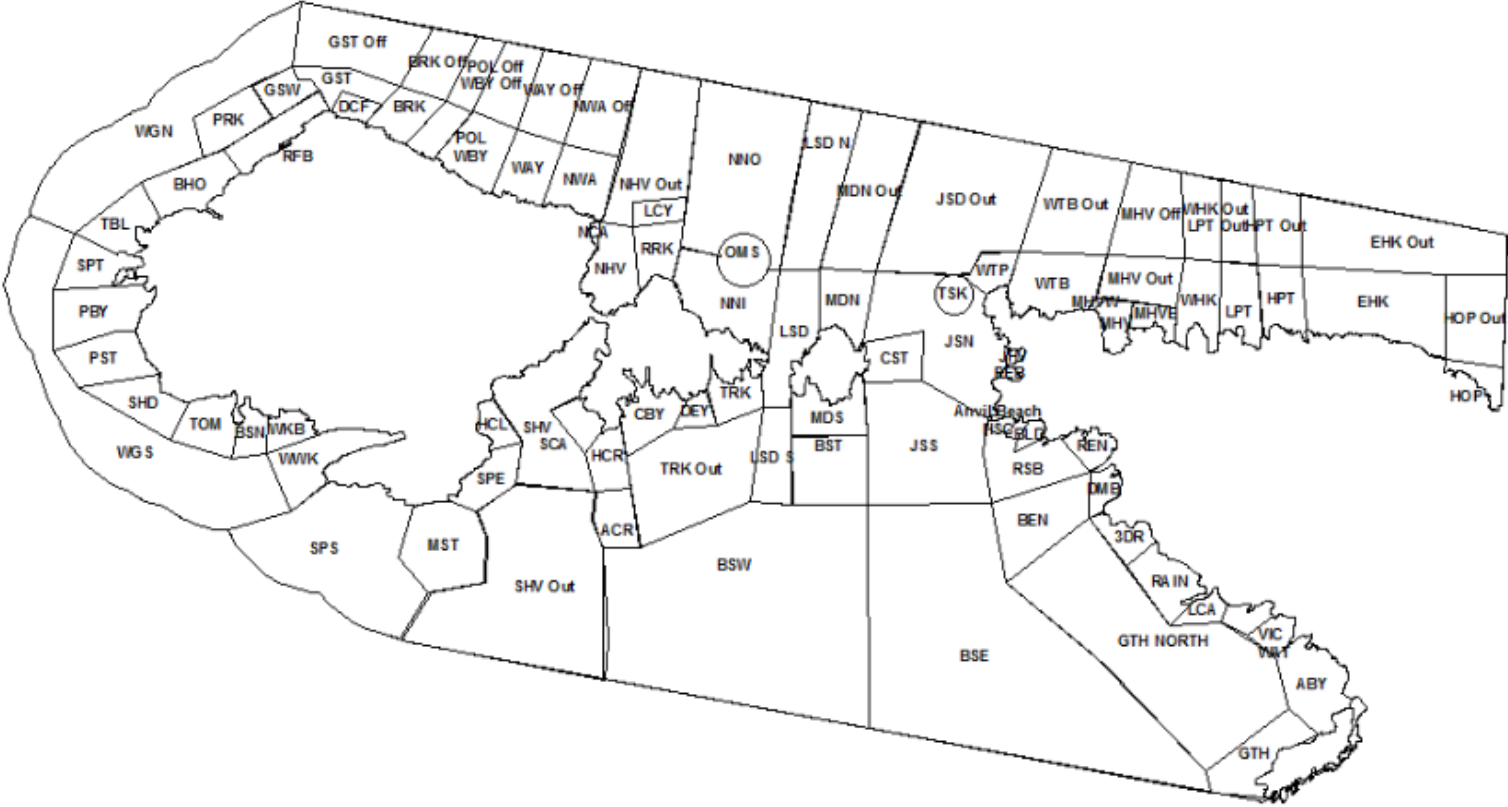 GST Off
BRK Off
POL Off
WBY Off
WAY Off
NWA Off
GSW
GST
DCF
BRK
PRK
WGN
RFB
POL
WBY
WAY
NWA
BHO
TBL
NNO
LSD N
NHV Out
MDN Out
JSD Out
WTB Out
MHV Off
WHK Out
LPT Out
HPT Out
EHK Out
LCY
NCA
RRK
OMS
NHV
SPT
WTP
TSK
WTB
MHV Out
WHK
LPT
HPT
EHK
HOP Out
NNI
MDN
PBY
LSD
JSN
MHV
MHVE
PST
CST
HOP
SHD
TRK
TOM
BSN
WKB
HCL
SHV
SCA
CBY
DEY
MDS
BST
JSS
Anvil Beach
REN
WGS
WWK
SPE
HCR
TRK Out
LSD S
RSB
DMB
ACR
BEN
SPS
MST
3DR
SHV Out
BSW
RAIN
LCA
BSE
GTH NORTH
VIC
WAT
ABY
GTH